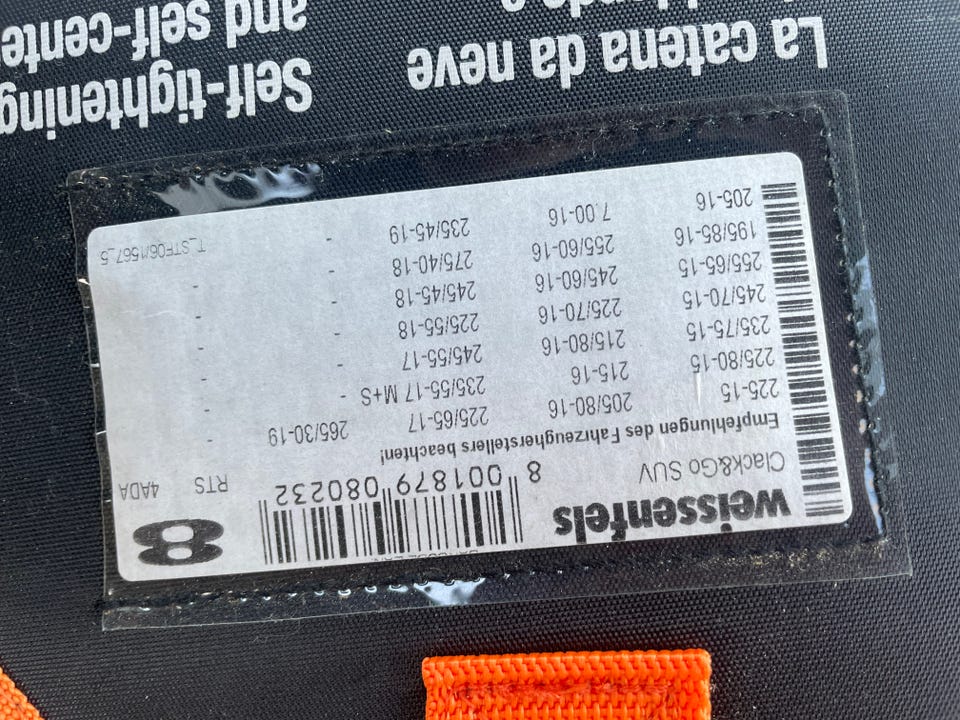 weissenfels
Clack&Go SUV
8 001879 080232
8
RTS 4ADA
Empfehlungen des Fahrzeugherstellers beachten!
225-15 205/80-16 225/65-17 265/30-19 -
225/80-15 215-16 235/55-17 M+S - -
235/75-15 215/80-16 245/55-17 - -
245/70-15 225/70-16 225/55-18 - -
255/65-15 245/60-16 245/45-18 - -
195/85-16 255/60-16 275/40-18 - -
205-16 7.00-16 235/45-19 -
T_STF06/1567_5
La catena da neve
Self-tightening
and self-cente